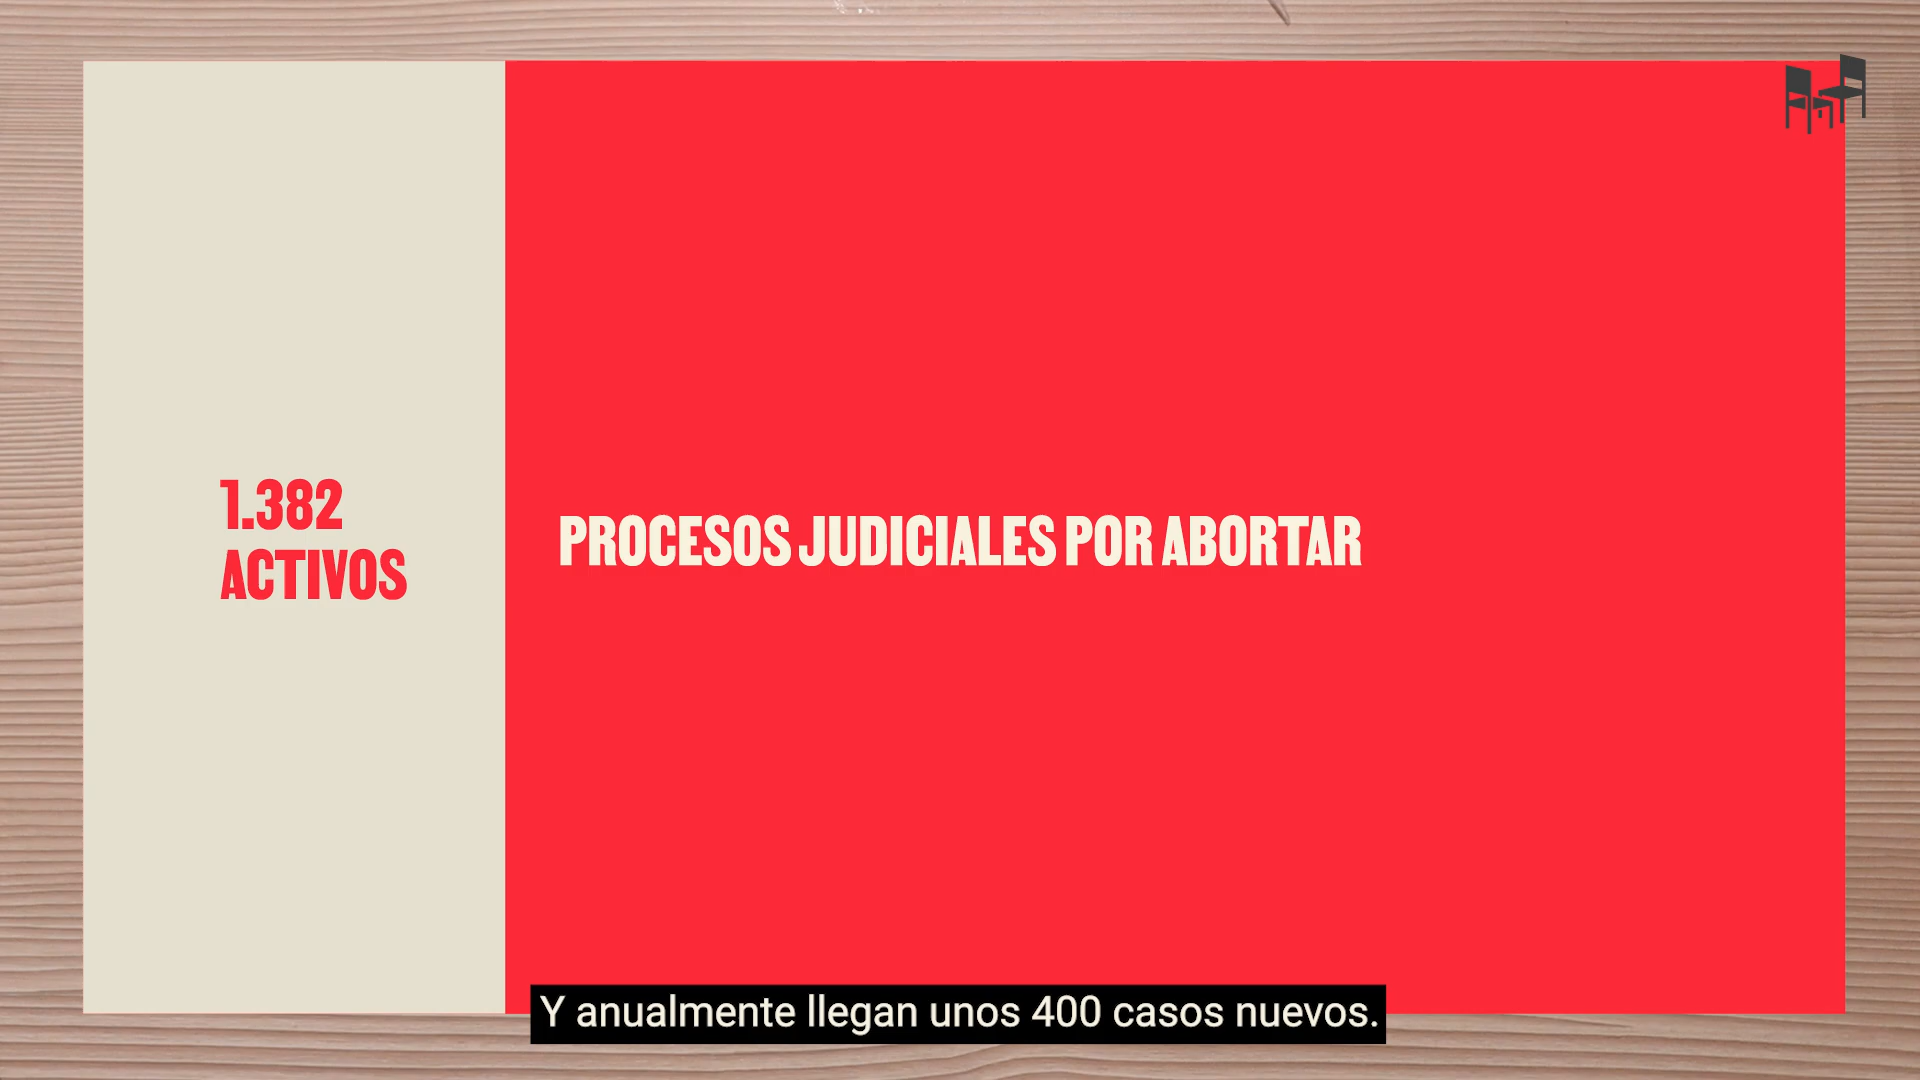 1.382
ACTIVOS
PROCESOS JUDICIALES POR ABORTAR
Y anualmente llegan unos 400 casos nuevos.